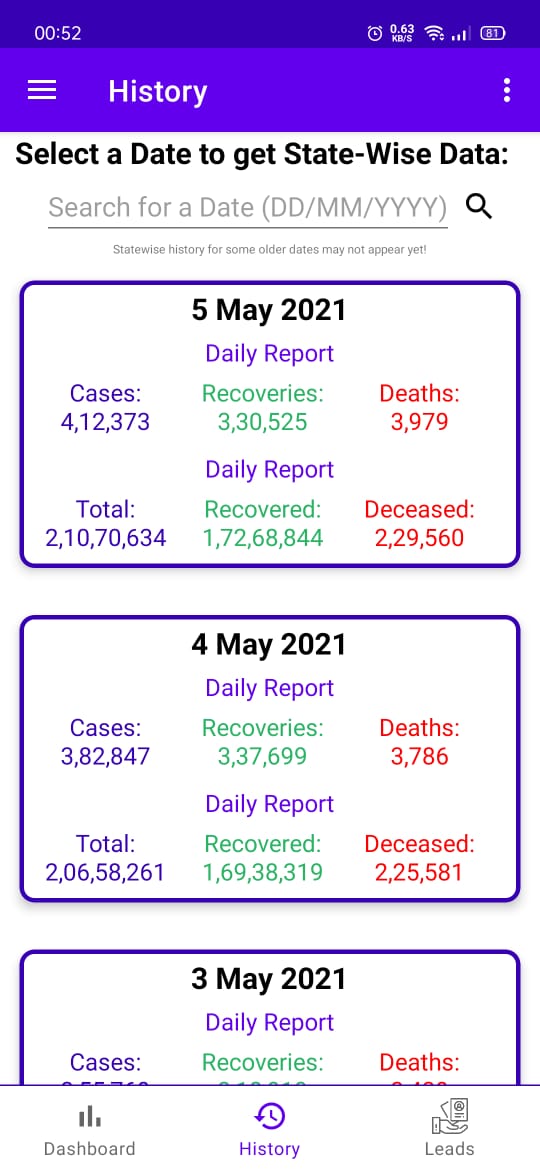 00:52
0.63 KB/S
81
History
Select a Date to get State-Wise Data:
Search for a Date (DD/MM/YYYY)
Statewise history for some older dates may not appear yet!
5 May 2021
Daily Report
Cases: Recoveries: Deaths:
4,12,373 3,30,525 3,979
Daily Report
Total: Recovered: Deceased:
2,10,70,634 1,72,68,844 2,29,560
4 May 2021
Daily Report
Cases: Recoveries: Deaths:
3,82,847 3,37,699 3,786
Daily Report
Total: Recovered: Deceased:
2,06,58,261 1,69,38,319 2,25,581
3 May 2021
Daily Report
Cases: Recoveries: Deaths:
Dashboard History Leads